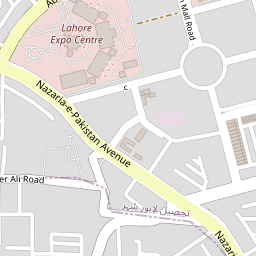 Mall Road
Lahore
Expo Centre
Nazaria-e-Pakistan Avenue
er Ali Road
تحصیل لاہور شہر
Nazar